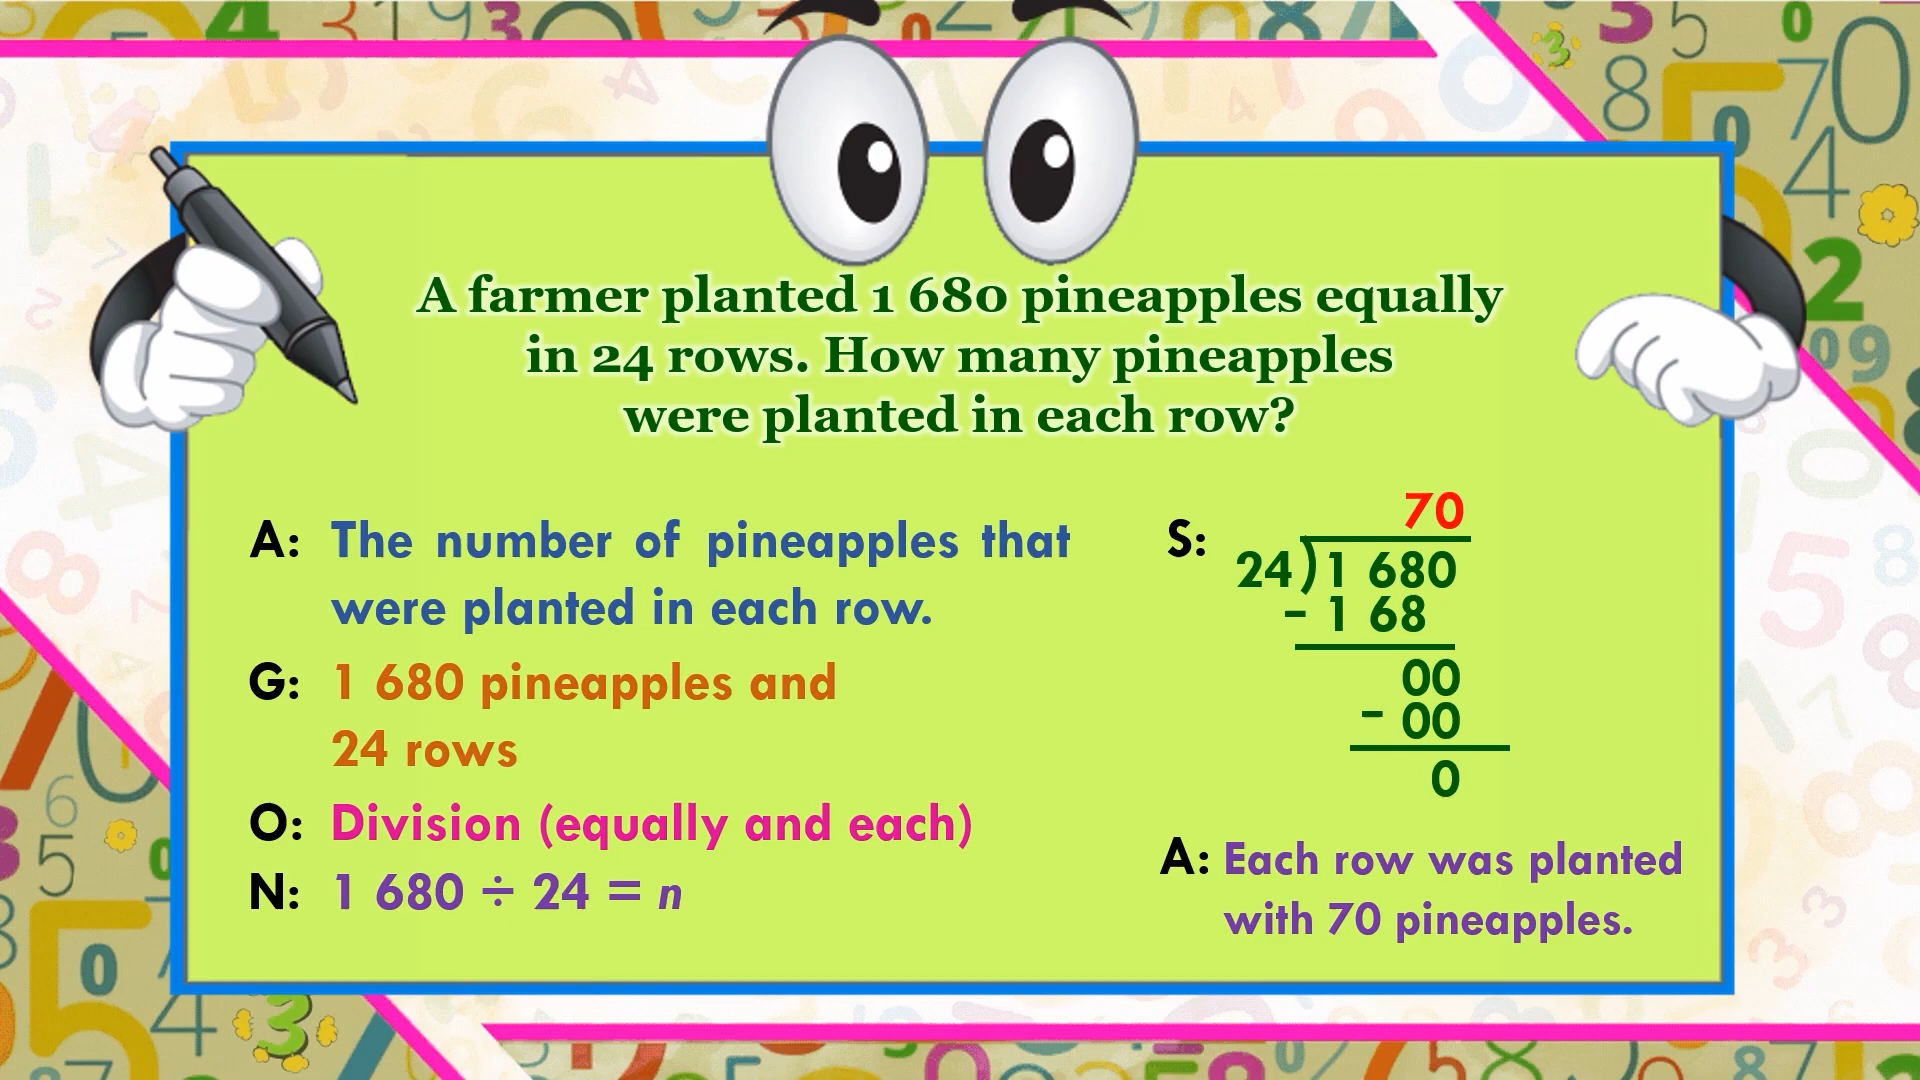 A farmer planted 1 680 pineapples equally
in 24 rows. How many pineapples
were planted in each row?
A: The number of pineapples that
were planted in each row.
G: 1 680 pineapples and
24 rows
O: Division (equally and each)
N: 1 680 ÷ 24 = n
S:
70
24)1 680
- 168
00
- 00
0
A: Each row was planted
with 70 pineapples.